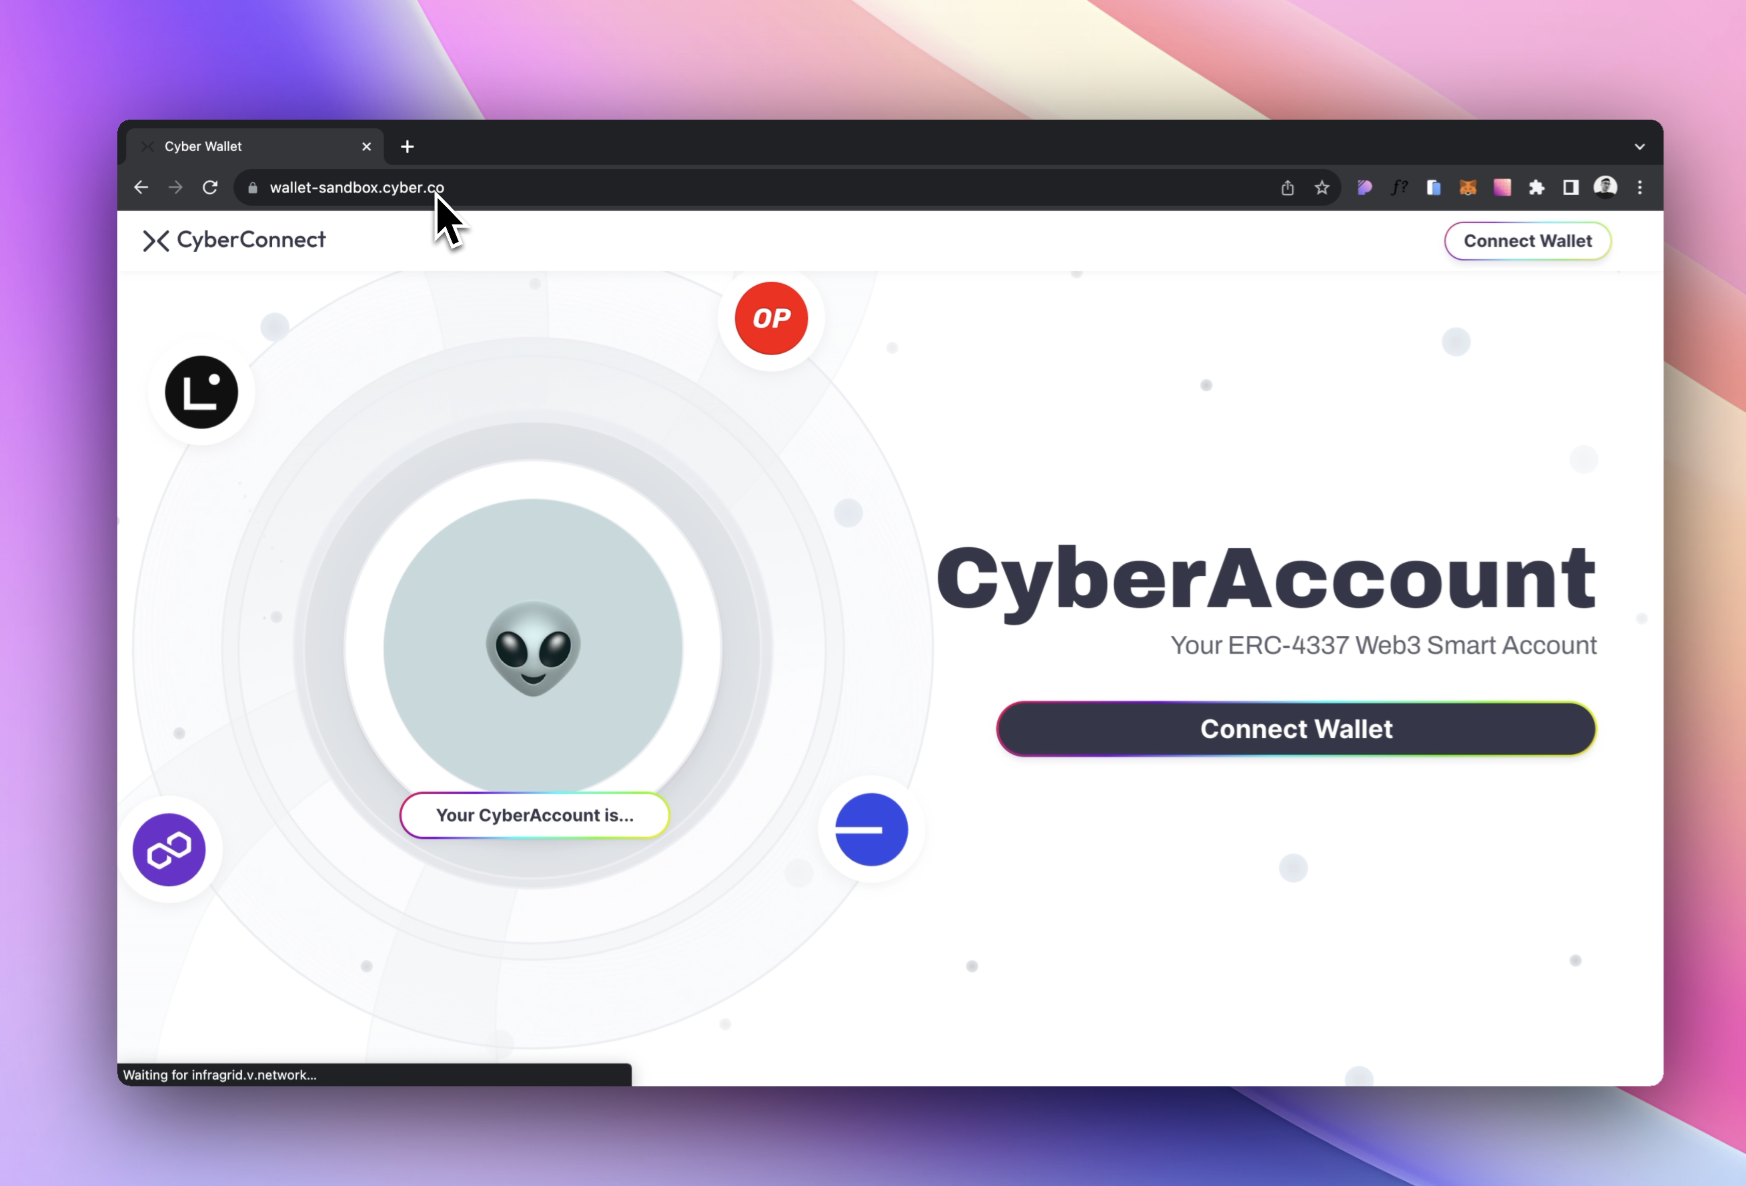 Cyber Wallet
wallet-sandbox.cyber.co
f?
CyberConnect
Connect Wallet
OP
L
CyberAccount
Your ERC-4337 Web3 Smart Account
Connect Wallet
Your CyberAccount is...
Waiting for infragrid.v.network...